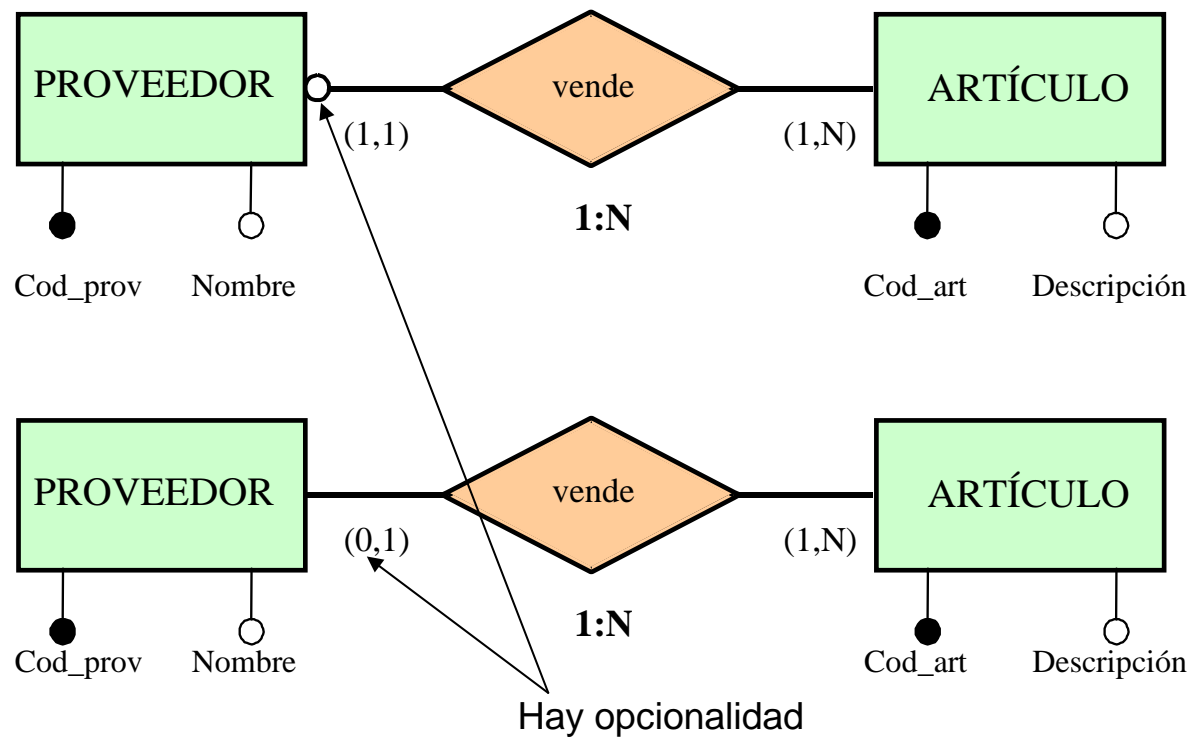 PROVEEDOR
vende
ARTÍCULO
(1,1)
(1,N)
1:N
Cod_prov
Nombre
Cod_art
Descripción
PROVEEDOR
vende
ARTÍCULO
(0,1)
(1,N)
1:N
Cod_prov
Nombre
Cod_art
Descripción
Hay opcionalidad